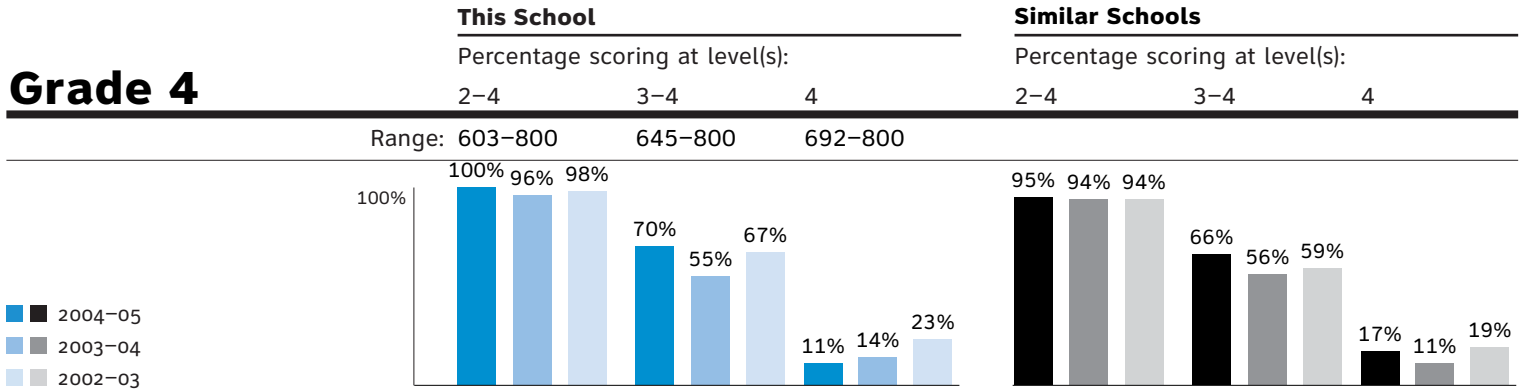 This School Similar Schools
Percentage scoring at level(s): Percentage scoring at level(s):
Grade 4 2–4 3–4 4 2–4 3–4 4
Range: 603–800 645–800 692–800
100% 96% 98% 95% 94% 94%
100%
70% 55% 67% 66% 56% 59%
11% 14% 23% 17% 11% 19%
2004–05
2003–04
2002–03